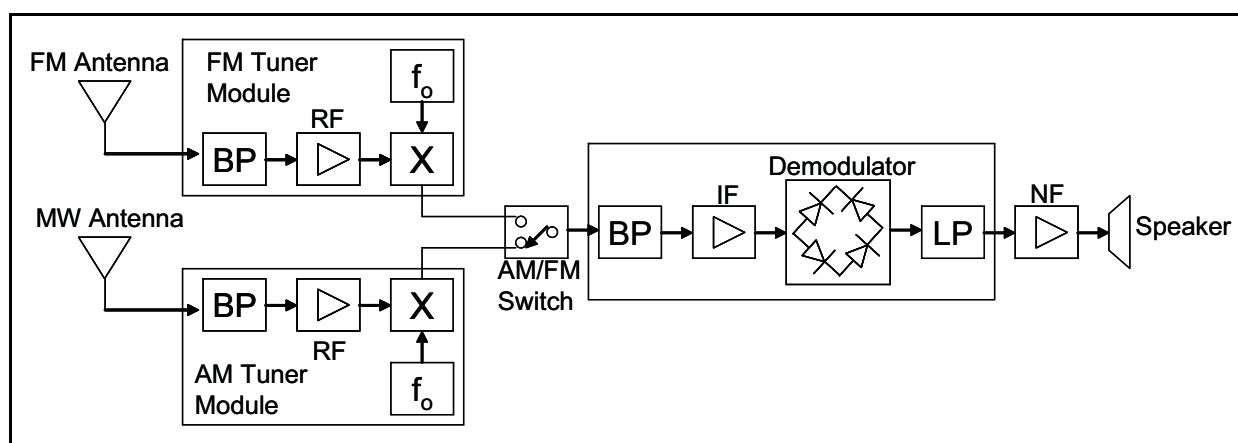 FM Antenna
FM Tuner
Module
fo
RF
BP
X
MW Antenna
BP
RF
X
fo
AM Tuner
Module
AM/FM
Switch
Demodulator
BP
IF
LP
NF
Speaker